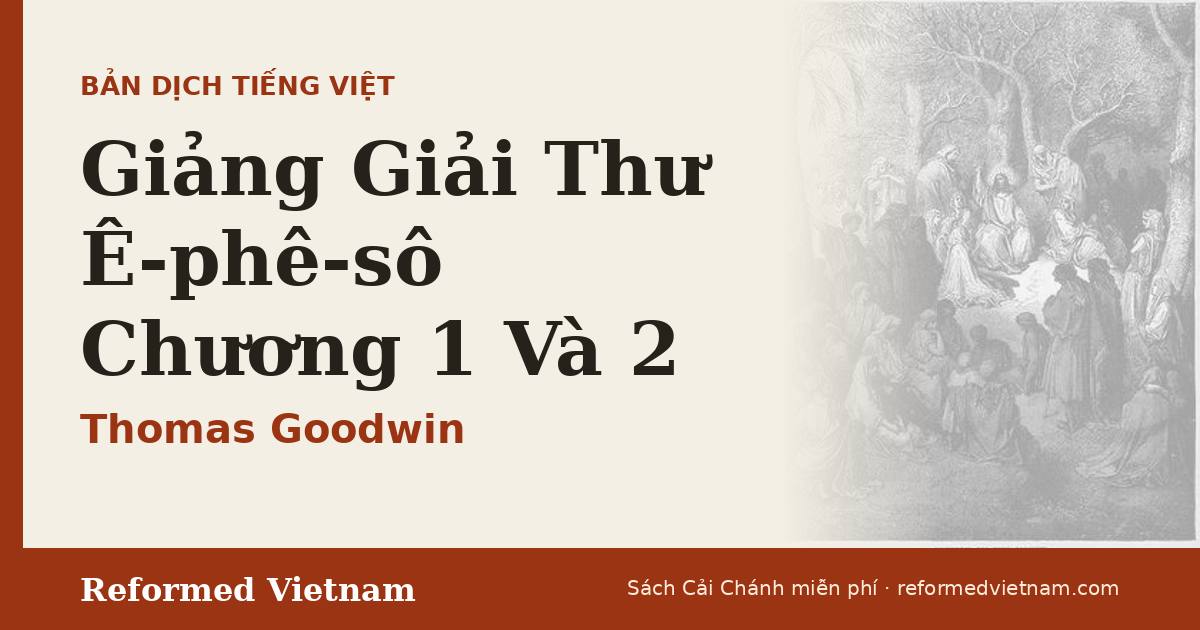 BẢN DỊCH TIẾNG VIỆT
Giảng Giải Thư
Ê-phê-sô
Chương 1 Và 2
Thomas Goodwin
Reformed Vietnam
Sách Cải Chánh miễn phí · reformedvietnam.com